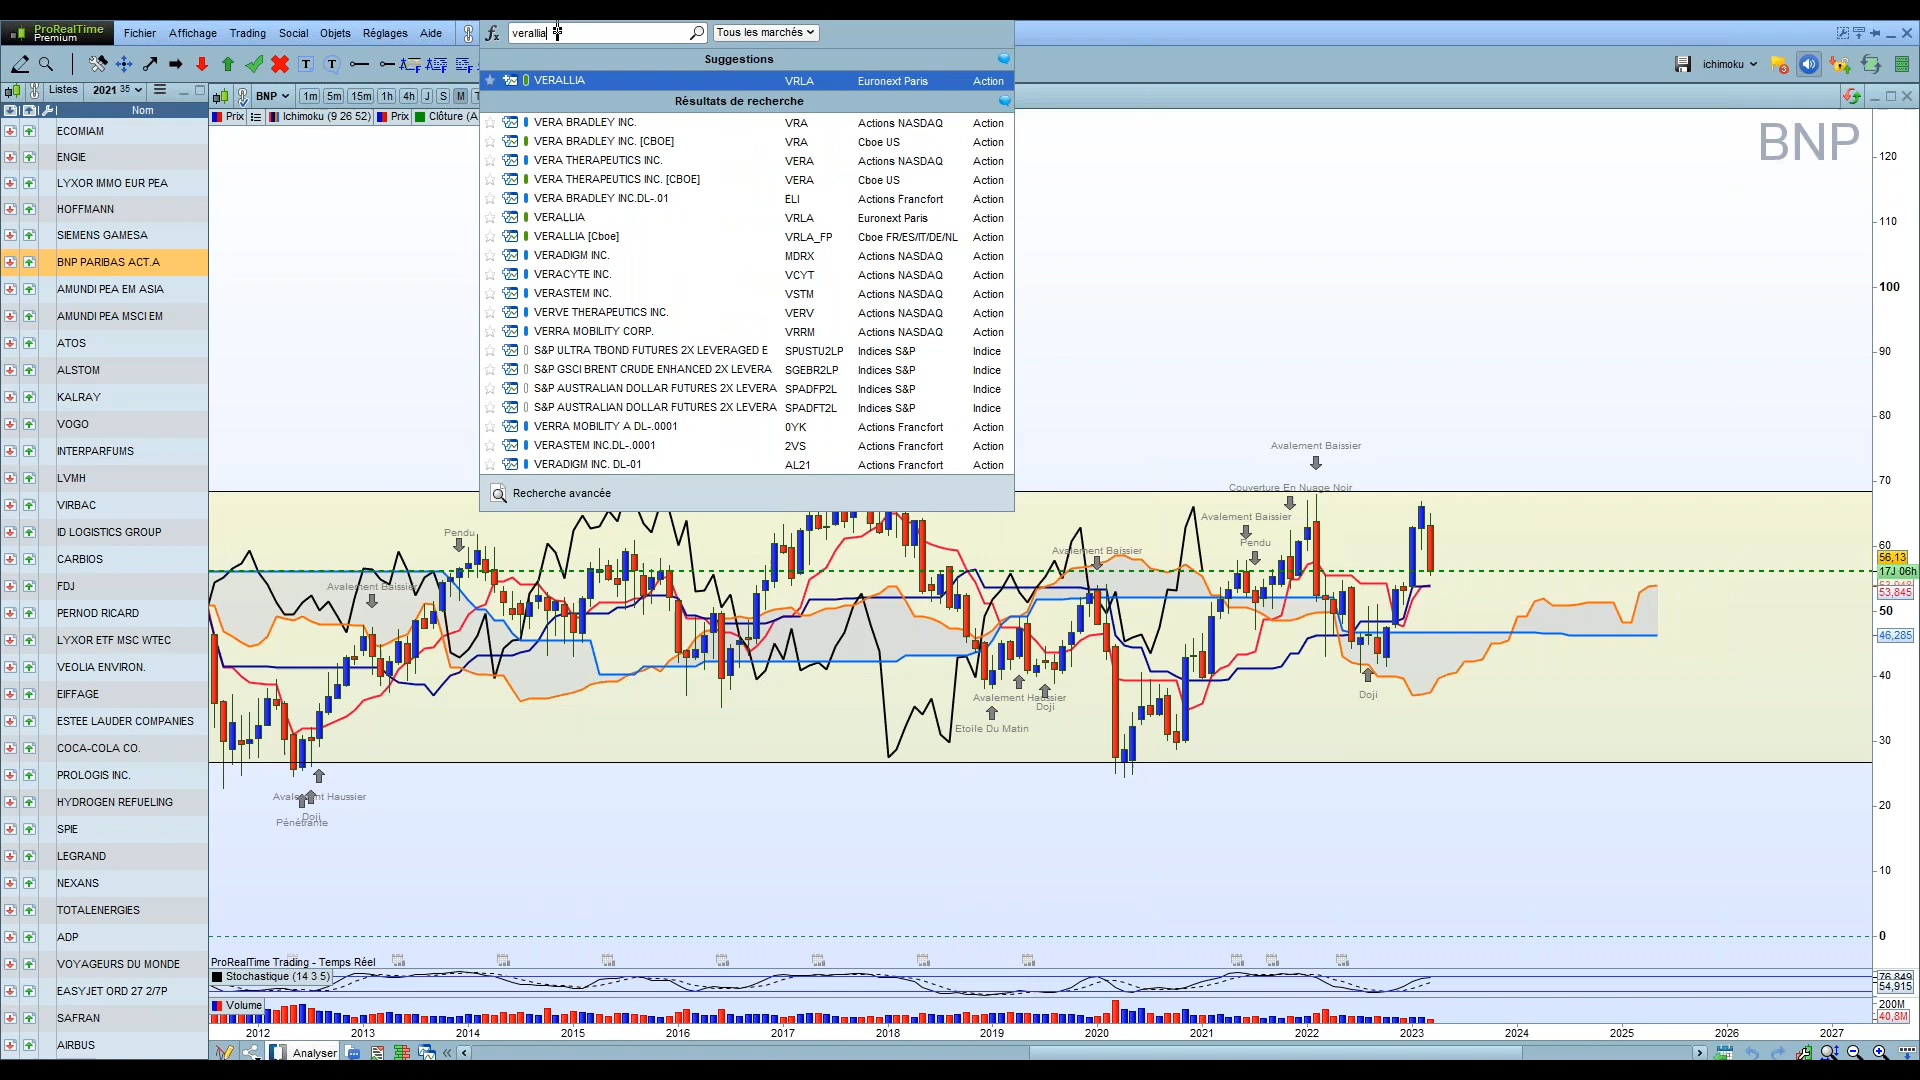 ProRealTime
Premium
Fichier Affichage Trading Social Objets Réglages Aide
verallia Tous les marchés
ichimoku
Listes 2021 35
BNP 1m 5m 15m 1h 4h J S M
Nom
Prix Ichimoku (9 26 52) Prix Clôture (A
Suggestions
VERALLIA VRLA Euronext Paris Action
Résultats de recherche
VERA BRADLEY INC. VRA Actions NASDAQ Action
VERA BRADLEY INC. [CBOE] VRA Cboe US Action
VERA THERAPEUTICS INC. VERA Actions NASDAQ Action
VERA THERAPEUTICS INC. [CBOE] VERA Cboe US Action
VERA BRADLEY INC.DL-.01 ELI Actions Francfort Action
VERALLIA VRLA Euronext Paris Action
VERALLIA [Cboe] VRLA_FP Cboe FR/ES/IT/DE/NL Action
VERADIGM INC. MDRX Actions NASDAQ Action
VERACYTE INC. VCYT Actions NASDAQ Action
VERASTEM INC. VSTM Actions NASDAQ Action
VERVE THERAPEUTICS INC. VERV Actions NASDAQ Action
VERRA MOBILITY CORP. VRRM Actions NASDAQ Action
S&P ULTRA TBOND FUTURES 2X LEVERAGED E SPUSTU2LP Indices S&P Indice
S&P GSCI BRENT CRUDE ENHANCED 2X LEVERA SGEBR2LP Indices S&P Indice
S&P AUSTRALIAN DOLLAR FUTURES 2X LEVERA SPADFP2L Indices S&P Indice
S&P AUSTRALIAN DOLLAR FUTURES 2X LEVERA SPADFT2L Indices S&P Indice
VERRA MOBILITY A DL-.0001 0YK Actions Francfort Action
VERASTEM INC.DL-.0001 2VS Actions Francfort Action
VERADIGM INC. DL-01 AL21 Actions Francfort Action
Recherche avancée
ECOMIAM
ENGIE
LYXOR IMMO EUR PEA
HOFFMANN
SIEMENS GAMESA
BNP PARIBAS ACT.A
AMUNDI PEA EM ASIA
AMUNDI PEA MSCI EM
ATOS
ALSTOM
KALRAY
VOGO
INTERPARFUMS
LVMH
VIRBAC
ID LOGISTICS GROUP
CARBIOS
FDJ
PERNOD RICARD
LYXOR ETF MSC WTEC
VEOLIA ENVIRON.
EIFFAGE
ESTEE LAUDER COMPANIES
COCA-COLA CO.
PROLOGIS INC.
HYDROGEN REFUELING
SPIE
LEGRAND
NEXANS
TOTALENERGIES
ADP
VOYAGEURS DU MONDE
EASYJET ORD 27 2/7P
SAFRAN
AIRBUS
BNP
120
110
100
90
80
70
60
56,13
17J 06h
53,845
50
46,285
40
30
20
10
0
Avalement Baissier
Couverture En Nuage Noir
Avalement Baissier
Pendu
Pendu
Avalement Baissier
Avalement Baissier
Doji
Avalement Haussier
Doji
Etoile Du Matin
Avalement Haussier
Doji
Pénétrante
ProRealTime Trading - Temps Réel
Stochastique (14 3 5)
76,849
54,915
Volume
200M
40,8M
2012 2013 2014 2015 2016 2017 2018 2019 2020 2021 2022 2023 2024 2025 2026 2027
Analyser